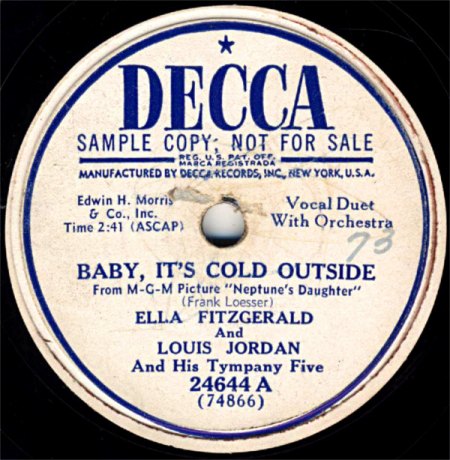 DECCA
SAMPLE COPY; NOT FOR SALE
REG. U.S. PAT. OFF.
MARCA REGISTRADA
MANUFACTURED BY DECCA RECORDS, INC., NEW YORK, U.S.A.
Edwin H. Morris
& Co., Inc.
Time 2:41 (ASCAP)
Vocal Duet
With Orchestra
73
BABY, IT'S COLD OUTSIDE
From M-G-M Picture "Neptune's Daughter"
(Frank Loesser)
ELLA FITZGERALD
And
LOUIS JORDAN
And His Tympany Five
24644 A
(74866)